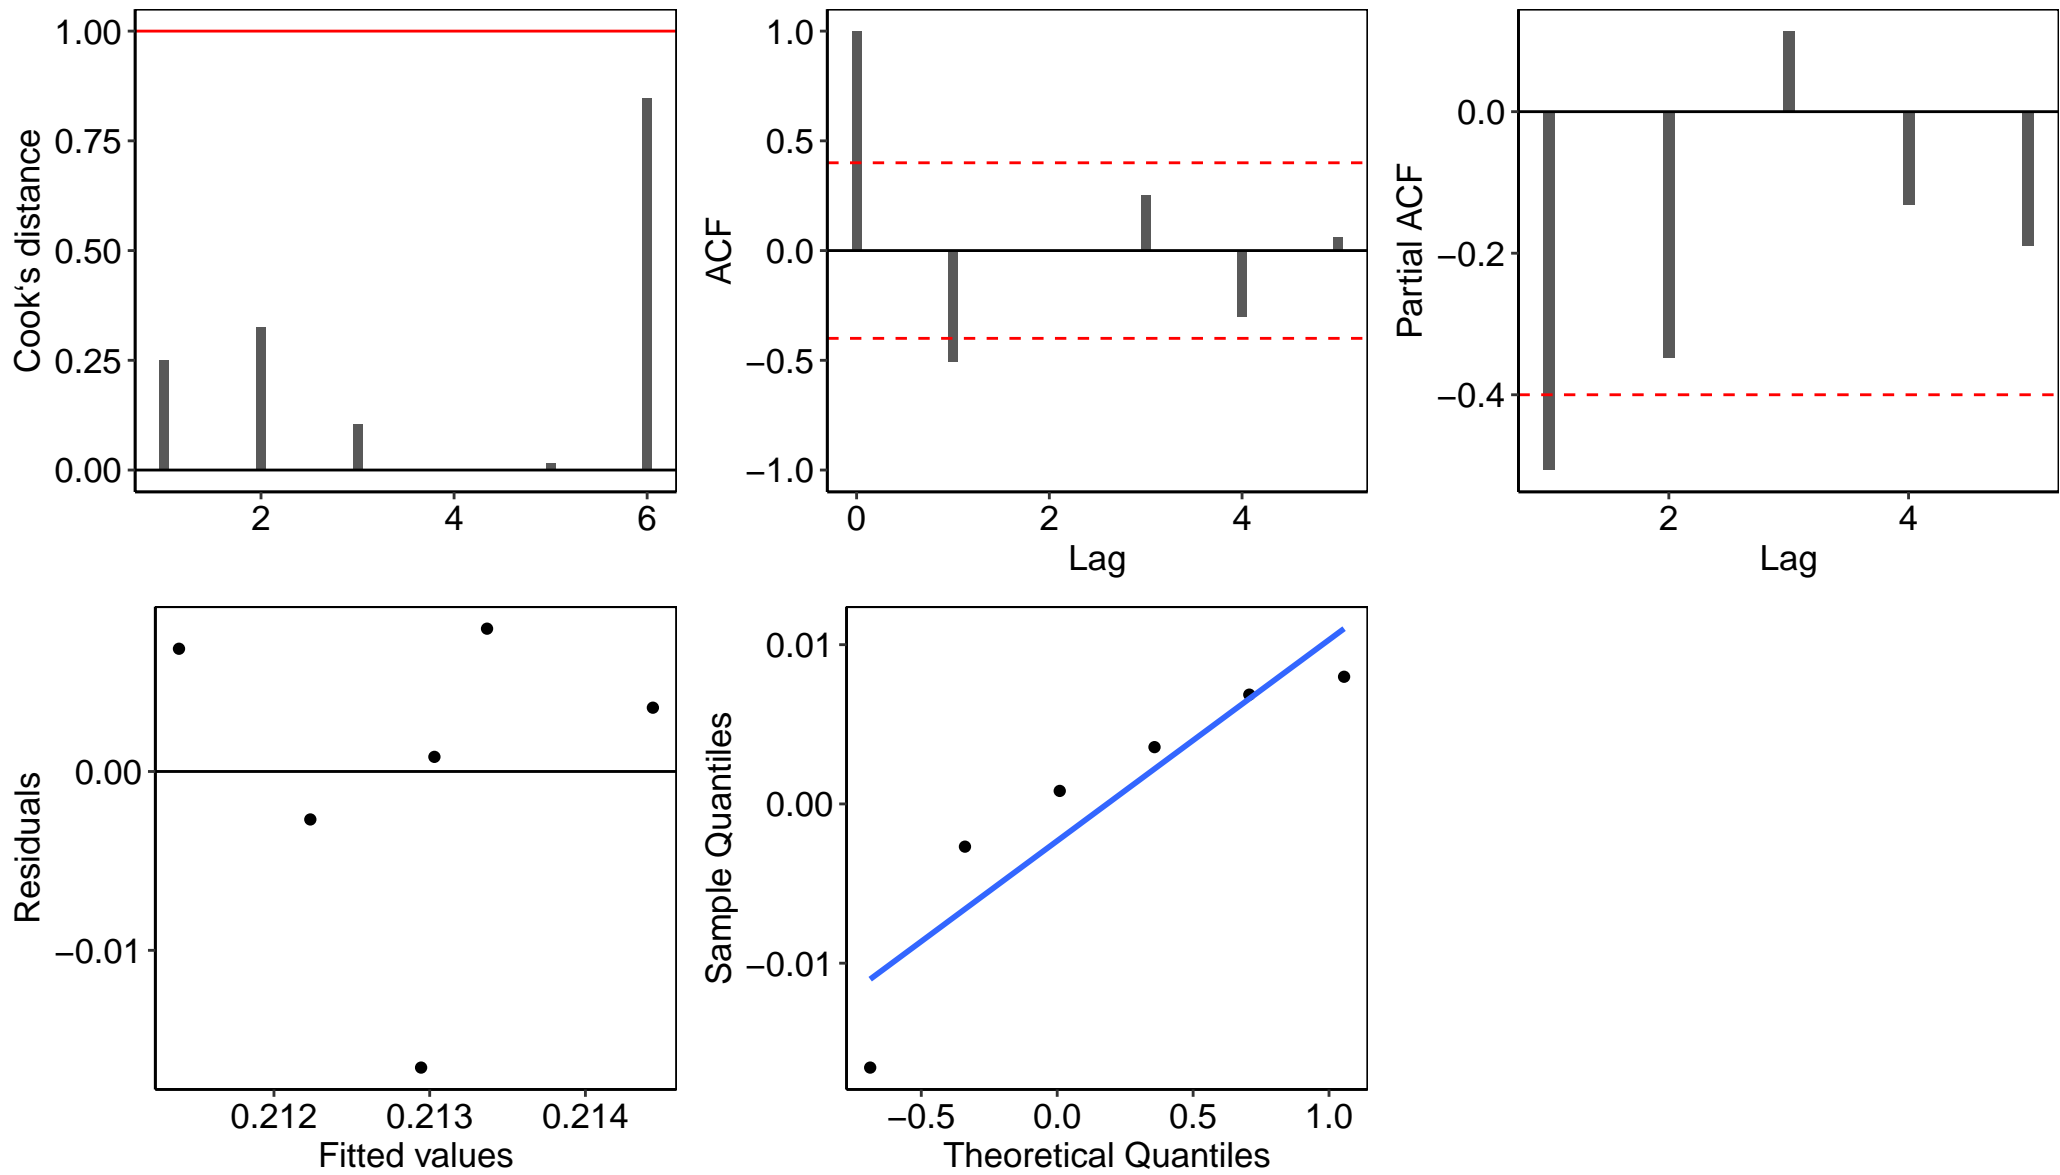 Cook‘s distance
1.00
0.75
0.50
0.25
0.00
2 4 6
ACF
1.0
0.5
0.0
−0.5
−1.0
0 2 4
Lag
Partial ACF
0.0
−0.2
−0.4
2 4
Lag
Residuals
0.00
−0.01
0.212 0.213 0.214
Fitted values
Sample Quantiles
0.01
0.00
−0.01
−0.5 0.0 0.5 1.0
Theoretical Quantiles